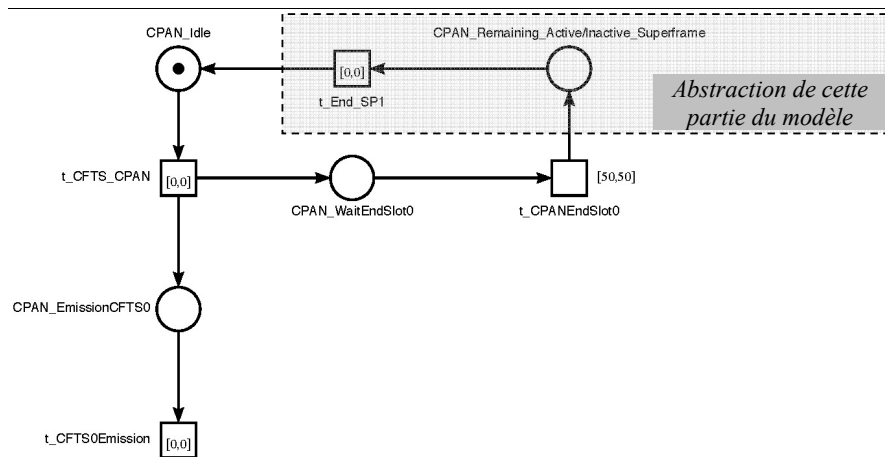 CPAN_Idle
CPAN_Remaining_Active/Inactive_Superframe
[0,0]
t_End_SP1
Abstraction de cette
partie du modèle
t_CFTS_CPAN
[0,0]
[50,50]
CPAN_WaitEndSlot0
t_CPANEndSlot0
CPAN_EmissionCFTS0
t_CFTS0Emission
[0,0]